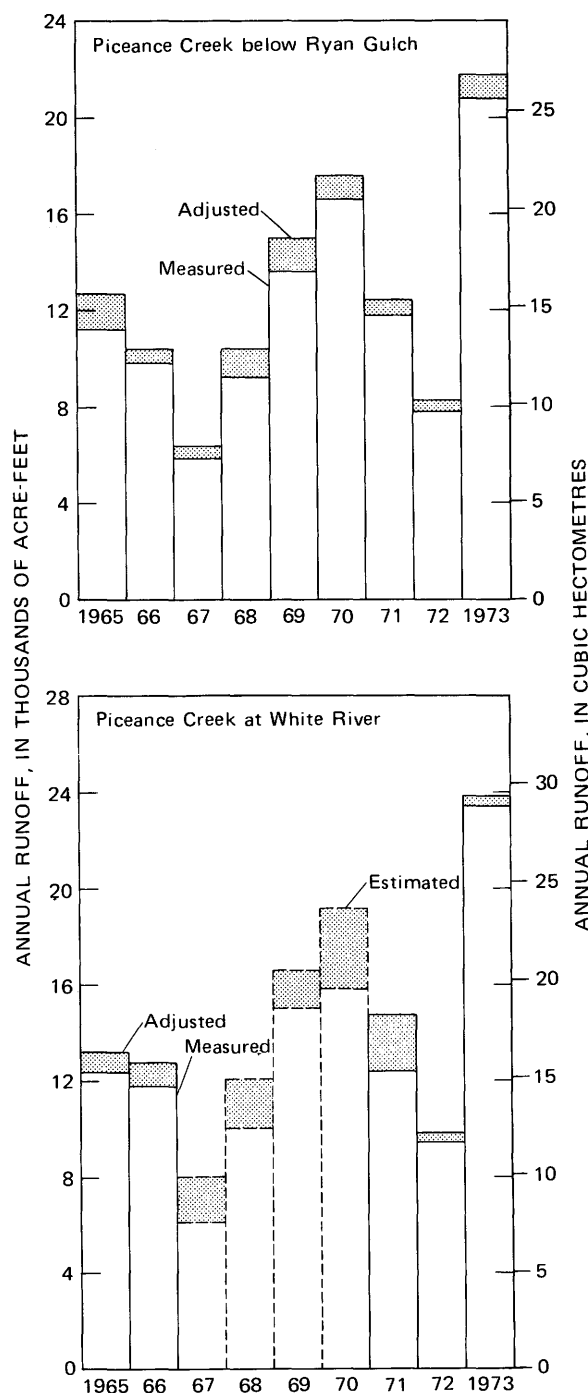 ANNUAL RUNOFF, IN THOUSANDS OF ACRE-FEET
Piceance Creek below Ryan Gulch
24
20
16
12
8
4
0
Adjusted
Measured
25
20
15
10
5
0
1965 66 67 68 69 70 71 72 1973
Piceance Creek at White River
28
24
20
16
12
8
4
0
Estimated
Adjusted
Measured
30
25
20
15
10
5
0
1965 66 67 68 69 70 71 72 1973
ANNUAL RUNOFF, IN CUBIC HECTOMETRES